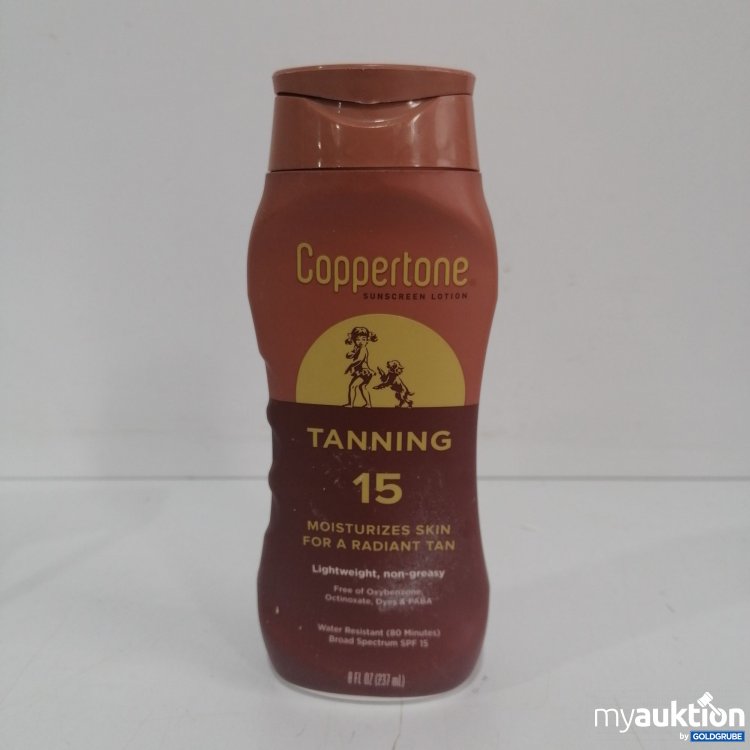 Coppertone
SUNSCREEN LOTION
TANNING
15
MOISTURIZES SKIN
FOR A RADIANT TAN
Lightweight, non-greasy
Free of Oxybenzone,
Octinoxate, Dyes & PABA
Water Resistant (80 Minutes)
Broad Spectrum SPF 15
8 FL OZ (237 mL)
myauktion
by GOLDGRUBE